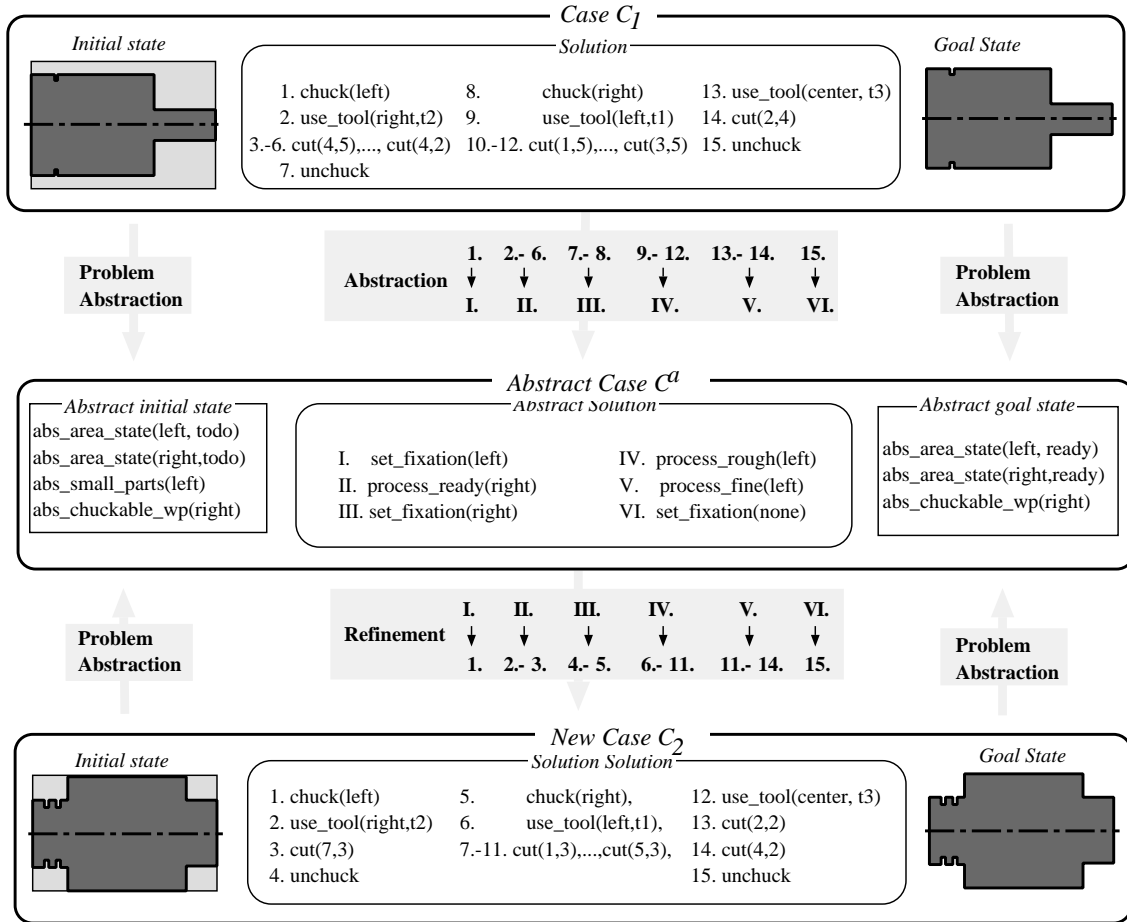 Case C1
Initial state
Solution
Goal State
1. chuck(left)
2. use_tool(right,t2)
3.-6. cut(4,5),..., cut(4,2)
7. unchuck
8. chuck(right)
9. use_tool(left,t1)
10.-12. cut(1,5),..., cut(3,5)
13. use_tool(center, t3)
14. cut(2,4)
15. unchuck
Problem
Abstraction
Abstraction
1. 2.- 6. 7.- 8. 9.- 12. 13.- 14. 15.
I. II. III. IV. V. VI.
Problem
Abstraction
Abstract Case Ca
Abstract initial state
abs_area_state(left, todo)
abs_area_state(right,todo)
abs_small_parts(left)
abs_chuckable_wp(right)
Abstract Solution
I. set_fixation(left)
II. process_ready(right)
III. set_fixation(right)
IV. process_rough(left)
V. process_fine(left)
VI. set_fixation(none)
Abstract goal state
abs_area_state(left, ready)
abs_area_state(right,ready)
abs_chuckable_wp(right)
Problem
Abstraction
Refinement
I. II. III. IV. V. VI.
1. 2.- 3. 4.- 5. 6.- 11. 11.- 14. 15.
Problem
Abstraction
New Case C2
Initial state
Solution Solution
Goal State
1. chuck(left)
2. use_tool(right,t2)
3. cut(7,3)
4. unchuck
5. chuck(right),
6. use_tool(left,t1),
7.-11. cut(1,3),...,cut(5,3),
12. use_tool(center, t3)
13. cut(2,2)
14. cut(4,2)
15. unchuck